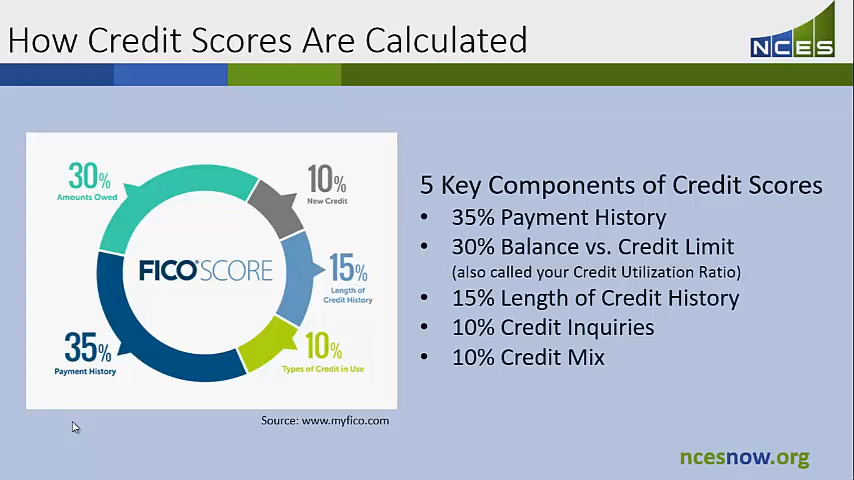 How Credit Scores Are Calculated
NCES
30%
Amounts Owed
10%
New Credit
FICO® SCORE
15%
Length of
Credit History
35%
Payment History
10%
Types of Credit in Use
Source: www.myfico.com
5 Key Components of Credit Scores
• 35% Payment History
• 30% Balance vs. Credit Limit
(also called your Credit Utilization Ratio)
• 15% Length of Credit History
• 10% Credit Inquiries
• 10% Credit Mix
ncesnow.org